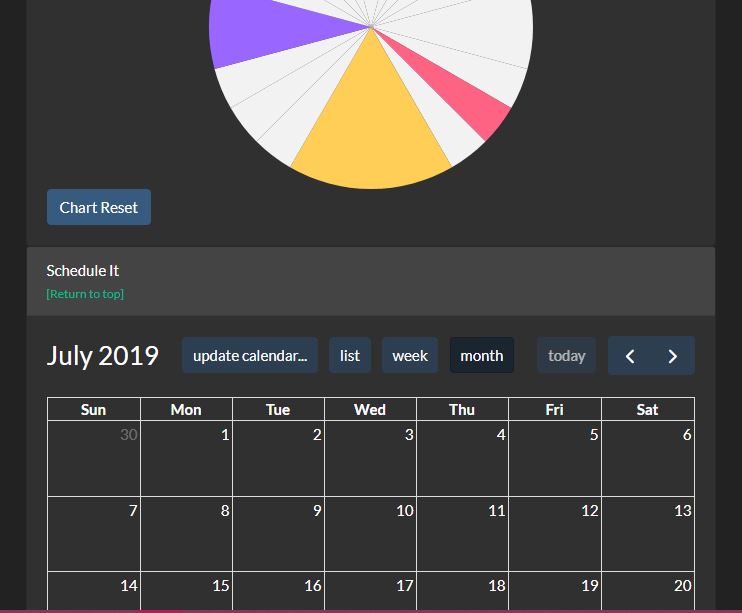 Chart Reset
Schedule It
[Return to top]
July 2019 update calendar... list week month today
Sun Mon Tue Wed Thu Fri Sat
30 1 2 3 4 5 6
7 8 9 10 11 12 13
14 15 16 17 18 19 20